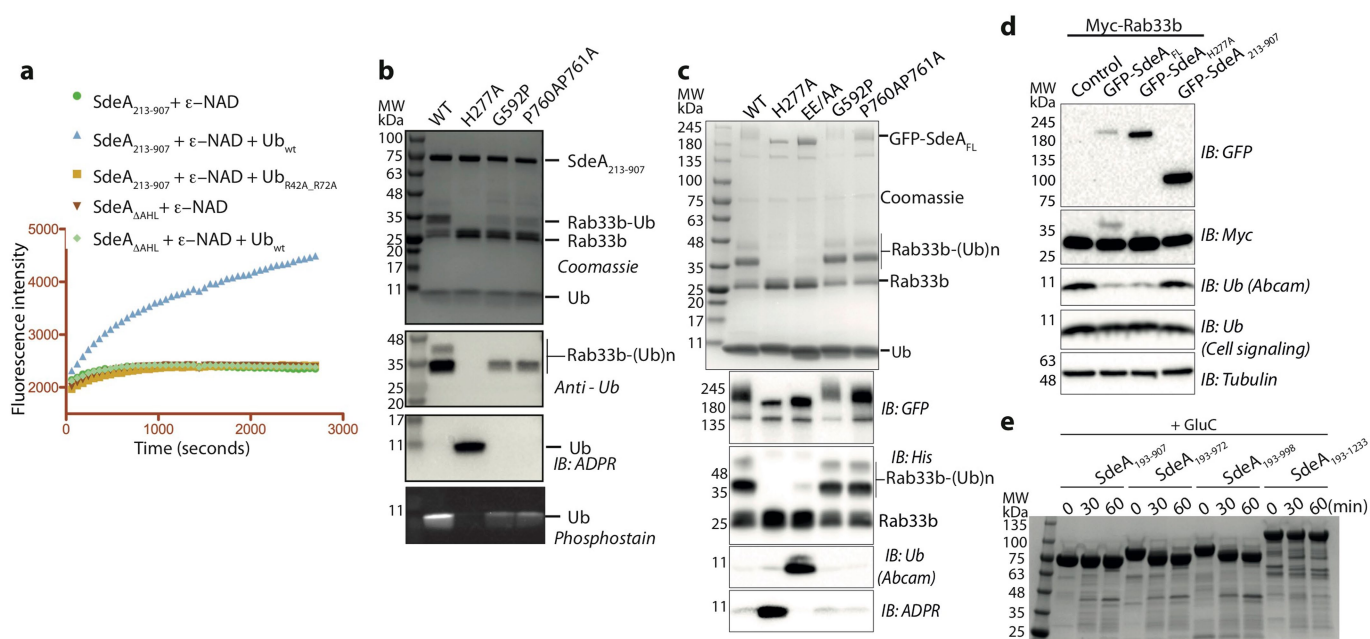 a
SdeA213-907 + ε–NAD
SdeA213-907 + ε–NAD + Ubwt
SdeA213-907 + ε–NAD + UbR42A_R72A
SdeAΔAHL + ε–NAD
SdeAΔAHL + ε–NAD + Ubwt
Fluorescence intensity
5000
4000
3000
2000
0 1000 2000 3000
Time (seconds)
b
MW
kDa
WT H277A G592P P760AP761A
100
75
63
48
35
25
20
17
11
SdeA213-907
Rab33b-Ub
Rab33b
Coomassie
Ub
48
35
25
20
Rab33b-(Ub)n
Anti - Ub
17
11
Ub
IB: ADPR
11
Ub
Phosphostain
c
MW
kDa
WT H277A EE/AA G592P P760AP761A
245
180
135
100
75
63
48
35
25
20
17
11
GFP-SdeAFL
Coomassie
Rab33b-(Ub)n
Rab33b
Ub
245
180
135
IB: GFP
48
35
25
IB: His
Rab33b-(Ub)n
Rab33b
11
IB: Ub
(Abcam)
11
IB: ADPR
d
Myc-Rab33b
MW
kDa
Control GFP-SdeAFL GFP-SdeAH277A GFP-SdeA 213-907
245
180
135
100
75
IB: GFP
35
25
IB: Myc
11
IB: Ub (Abcam)
11
IB: Ub
(Cell signaling)
63
48
IB: Tubulin
e
+ GluC
SdeA193-907 SdeA193-972 SdeA193-998 SdeA193-1233
MW
kDa
0 30 60 0 30 60 0 30 60 0 30 60 (min)
135
100
75
63
48
35
25